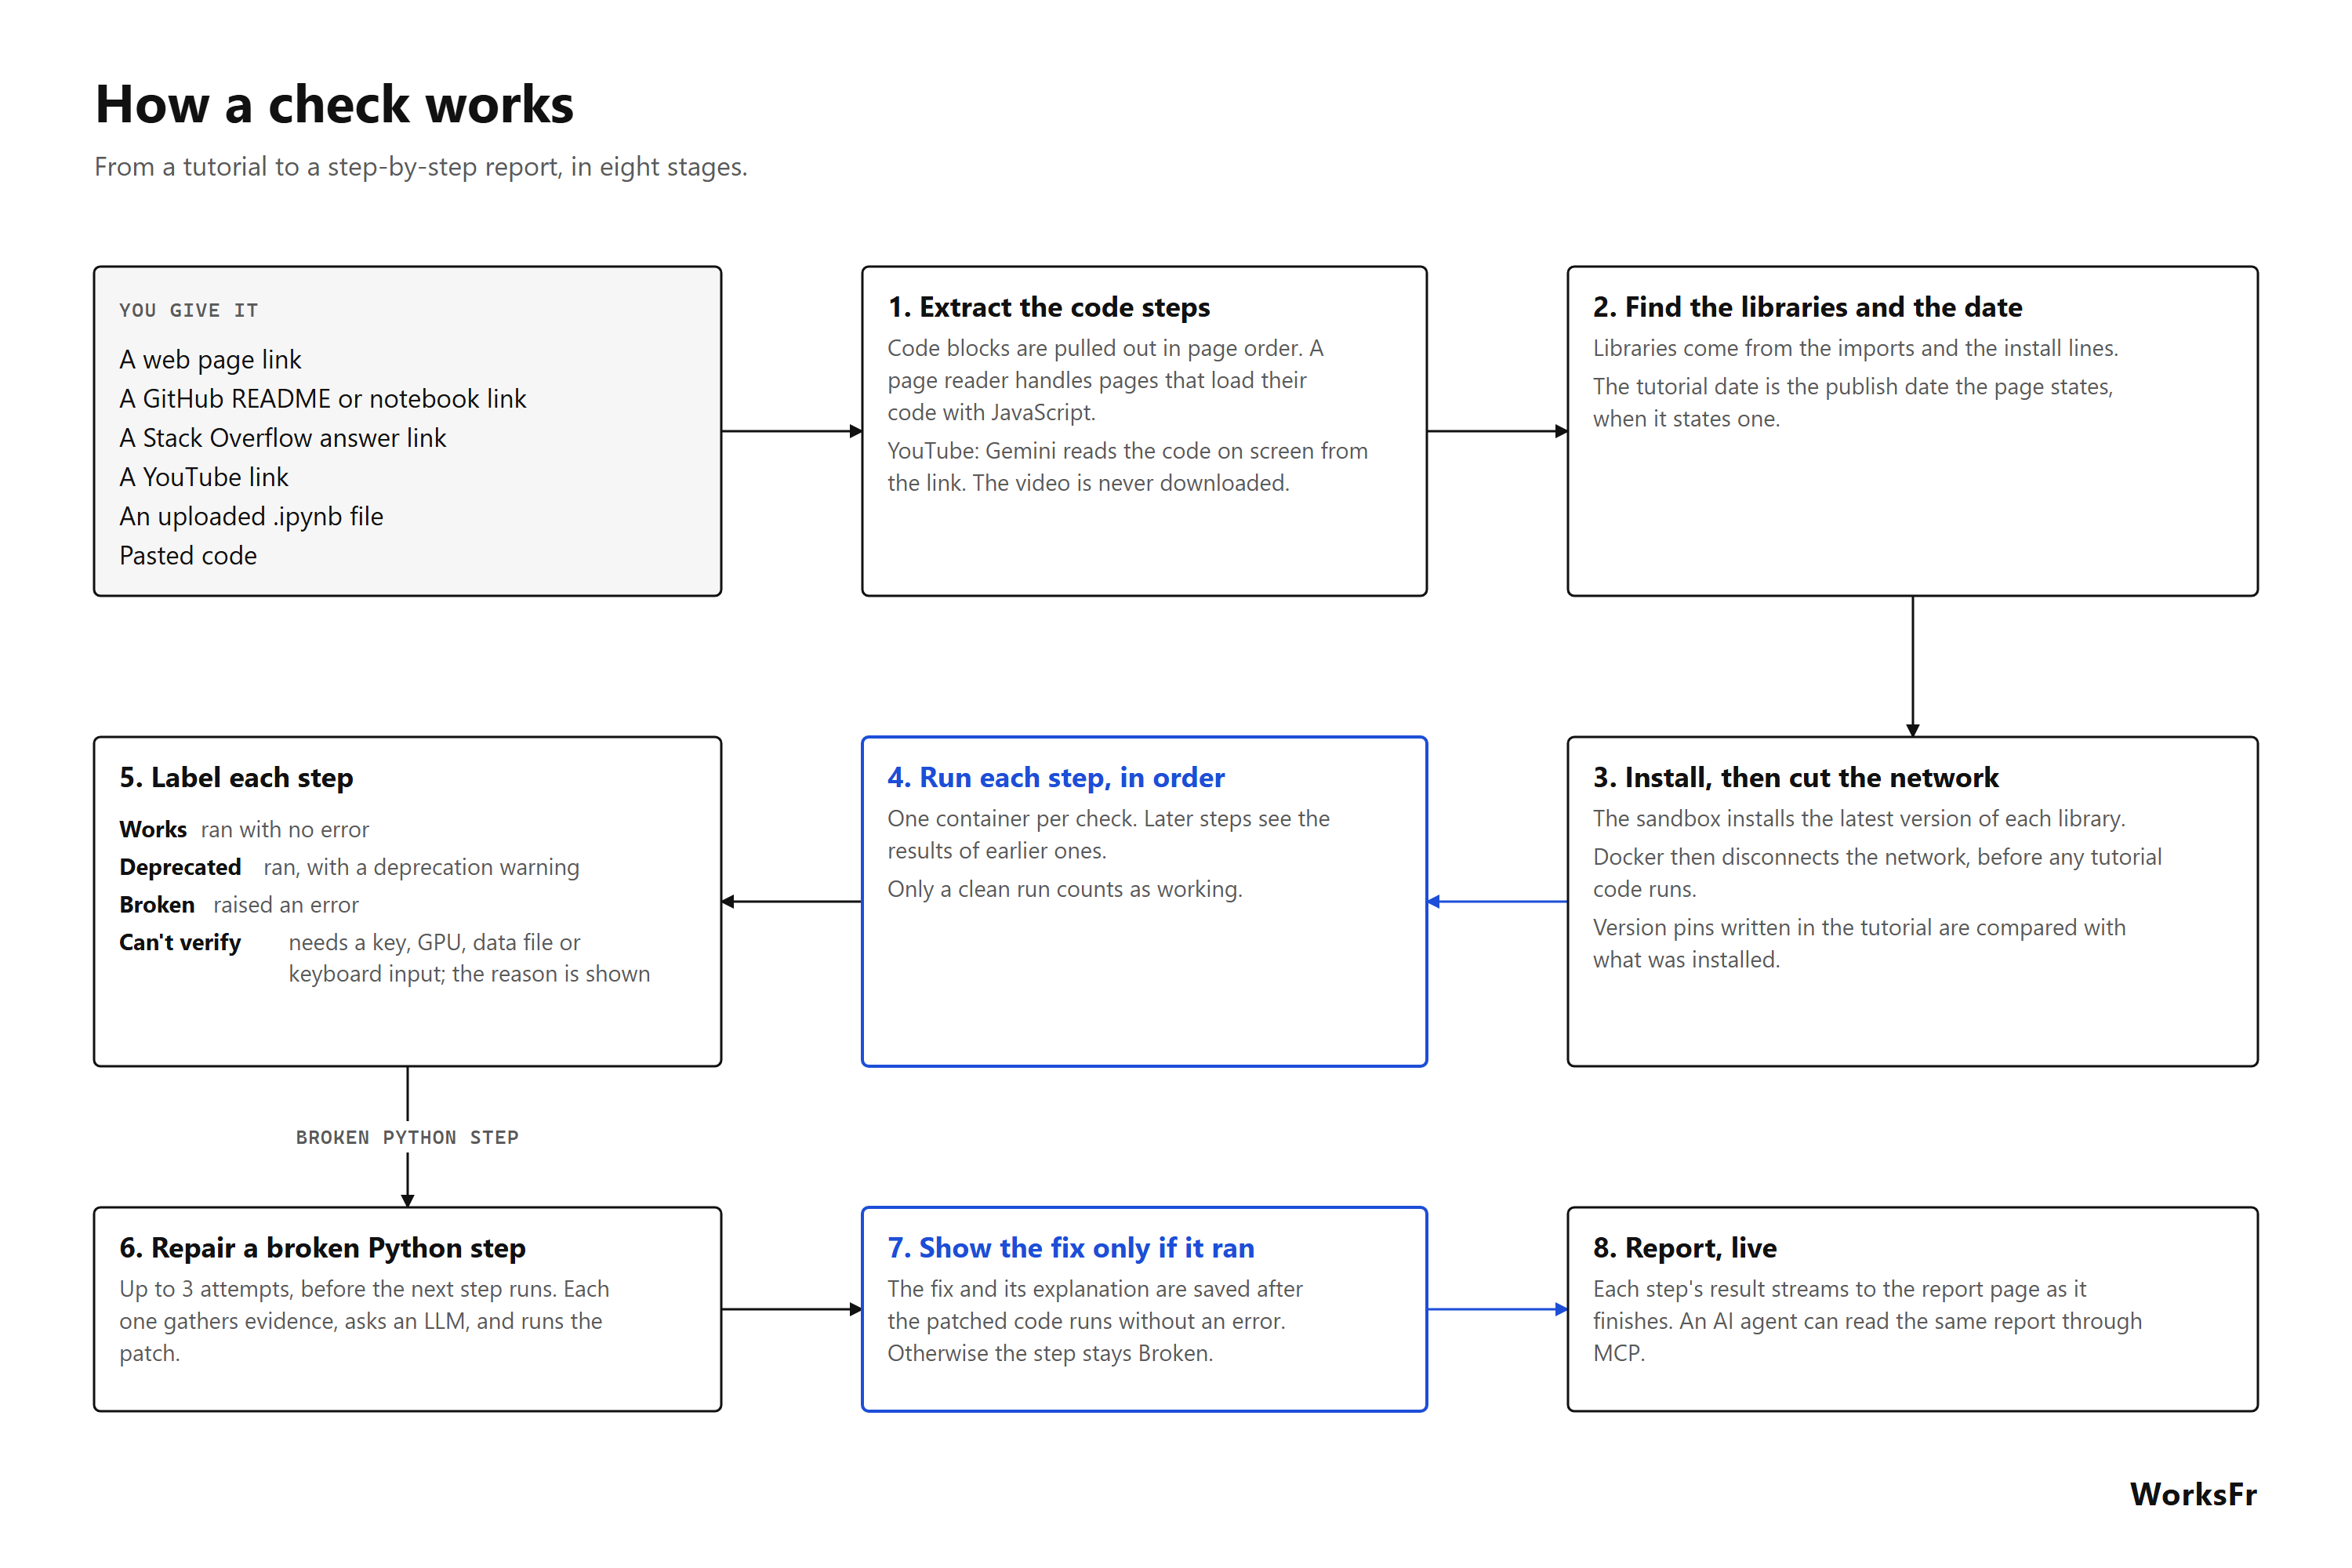 How a check works
From a tutorial to a step-by-step report, in eight stages.
YOU GIVE IT
A web page link
A GitHub README or notebook link
A Stack Overflow answer link
A YouTube link
An uploaded .ipynb file
Pasted code
1. Extract the code steps
Code blocks are pulled out in page order. A
page reader handles pages that load their
code with JavaScript.
YouTube: Gemini reads the code on screen from
the link. The video is never downloaded.
2. Find the libraries and the date
Libraries come from the imports and the install lines.
The tutorial date is the publish date the page states,
when it states one.
3. Install, then cut the network
The sandbox installs the latest version of each library.
Docker then disconnects the network, before any tutorial
code runs.
Version pins written in the tutorial are compared with
what was installed.
4. Run each step, in order
One container per check. Later steps see the
results of earlier ones.
Only a clean run counts as working.
5. Label each step
Works ran with no error
Deprecated ran, with a deprecation warning
Broken raised an error
Can't verify needs a key, GPU, data file or
keyboard input; the reason is shown
BROKEN PYTHON STEP
6. Repair a broken Python step
Up to 3 attempts, before the next step runs. Each
one gathers evidence, asks an LLM, and runs the
patch.
7. Show the fix only if it ran
The fix and its explanation are saved after
the patched code runs without an error.
Otherwise the step stays Broken.
8. Report, live
Each step's result streams to the report page as it
finishes. An AI agent can read the same report through
MCP.
WorksFr